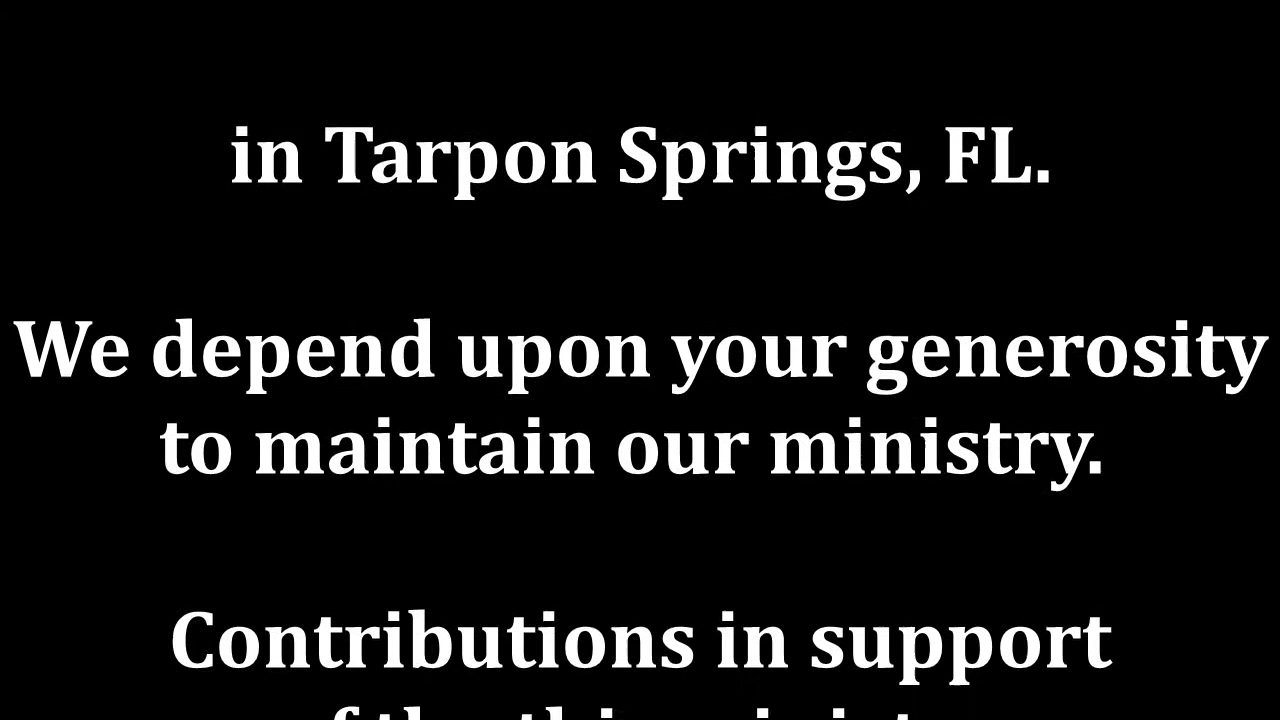 in Tarpon Springs, FL.
We depend upon your generosity
to maintain our ministry.
Contributions in support